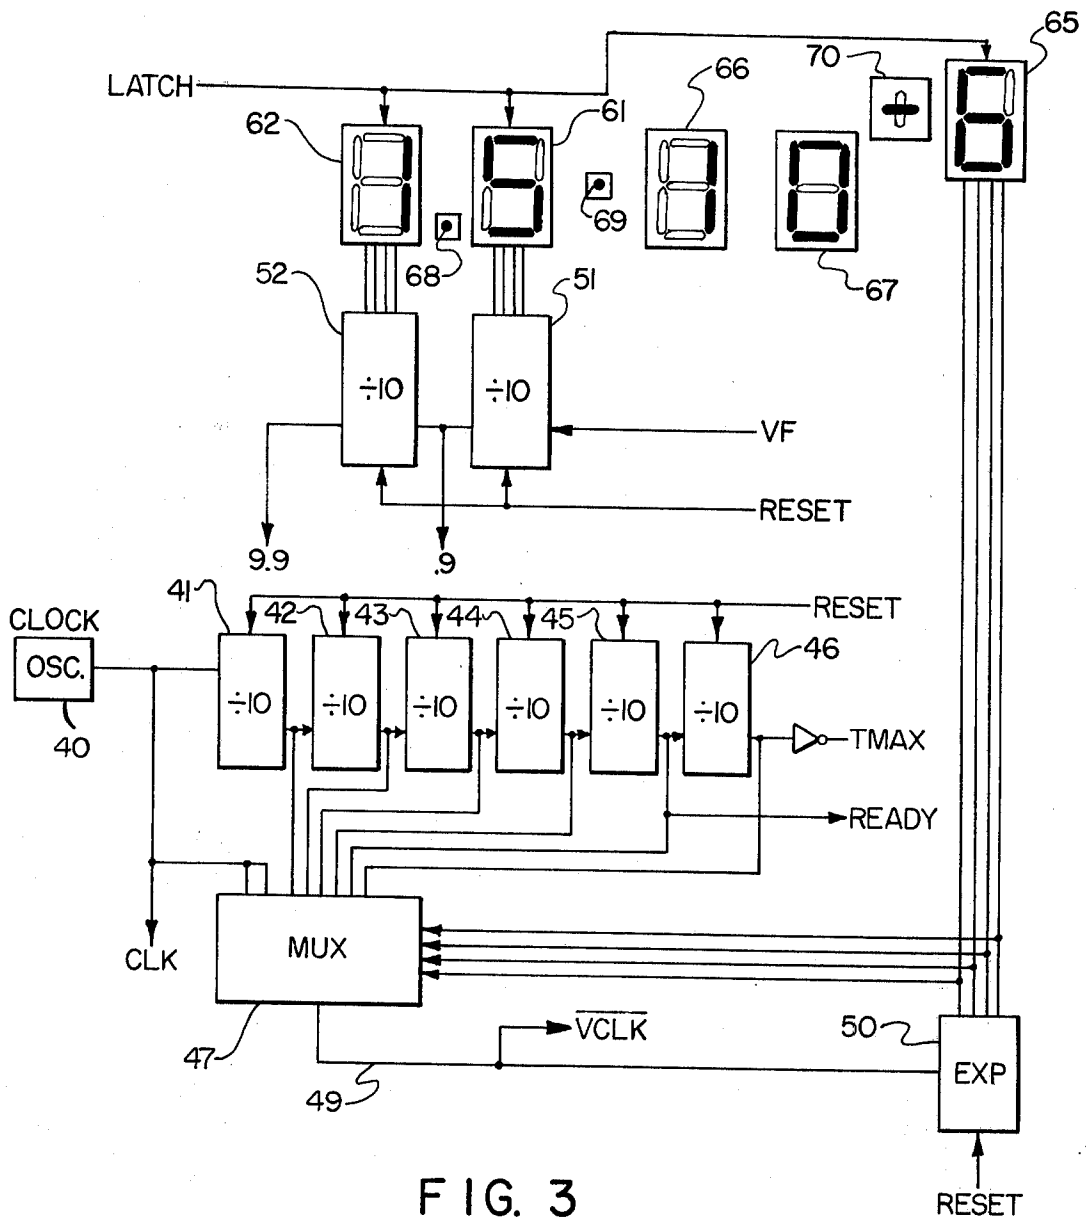 65
70
66
LATCH
62
61
69
68
67
52
51
÷10
÷10
VF
RESET
9.9
.9
41
42
43
44
45
RESET
CLOCK
OSC.
46
÷10
÷10
÷10
÷10
÷10
÷10
40
TMAX
READY
MUX
CLK
VCLK
50
47
49
EXP
FIG. 3
RESET